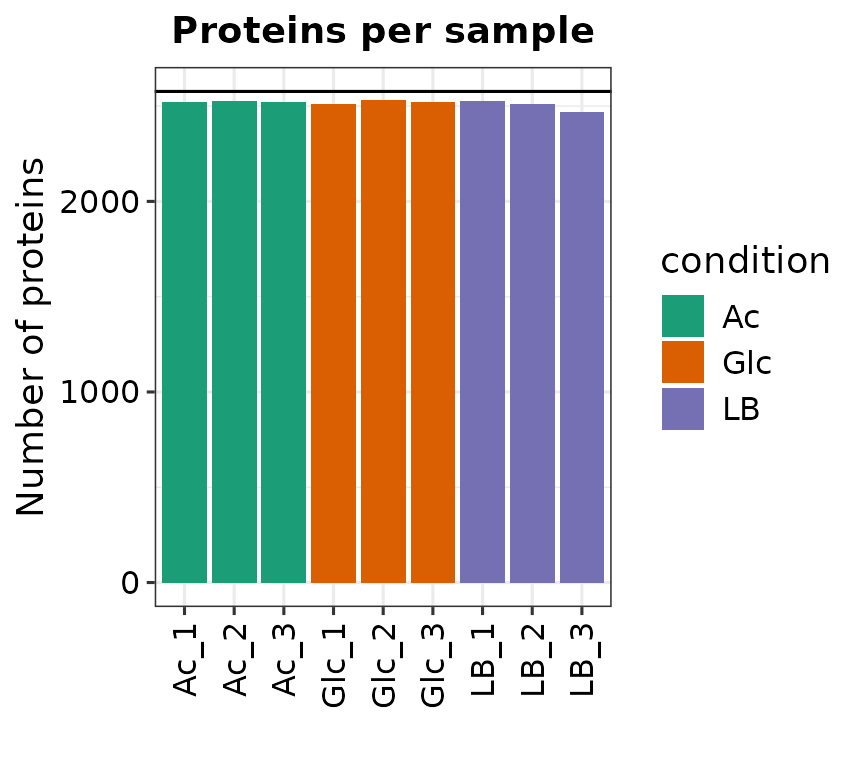 Proteins per sample
Number of proteins
2000
1000
0
Ac_1
Ac_2
Ac_3
Glc_1
Glc_2
Glc_3
LB_1
LB_2
LB_3
condition
Ac
Glc
LB